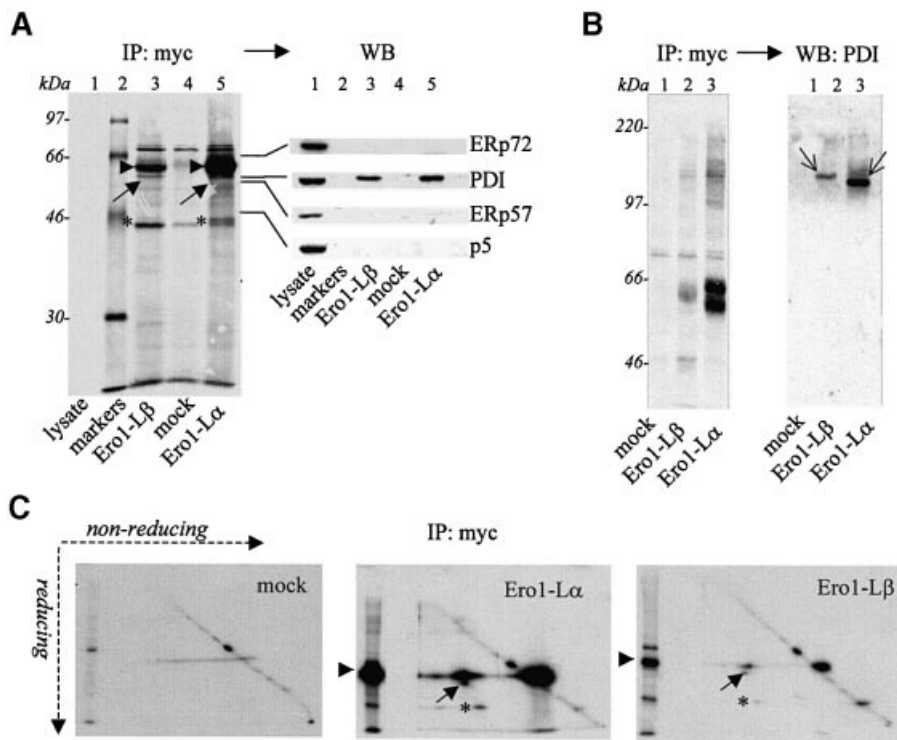 A
IP: myc
WB
kDa 1 2 3 4 5
1 2 3 4 5
97-
66-
46-
30-
ERp72
PDI
ERp57
p5
* *
lysate markers Ero1-Lβ mock Ero1-Lα
lysate markers Ero1-Lβ mock Ero1-Lα
B
IP: myc
WB: PDI
kDa 1 2 3
1 2 3
220-
97-
66-
46-
mock Ero1-Lβ Ero1-Lα
mock Ero1-Lβ Ero1-Lα
C
non-reducing
reducing
IP: myc
mock
Ero1-Lα
*
Ero1-Lβ
*